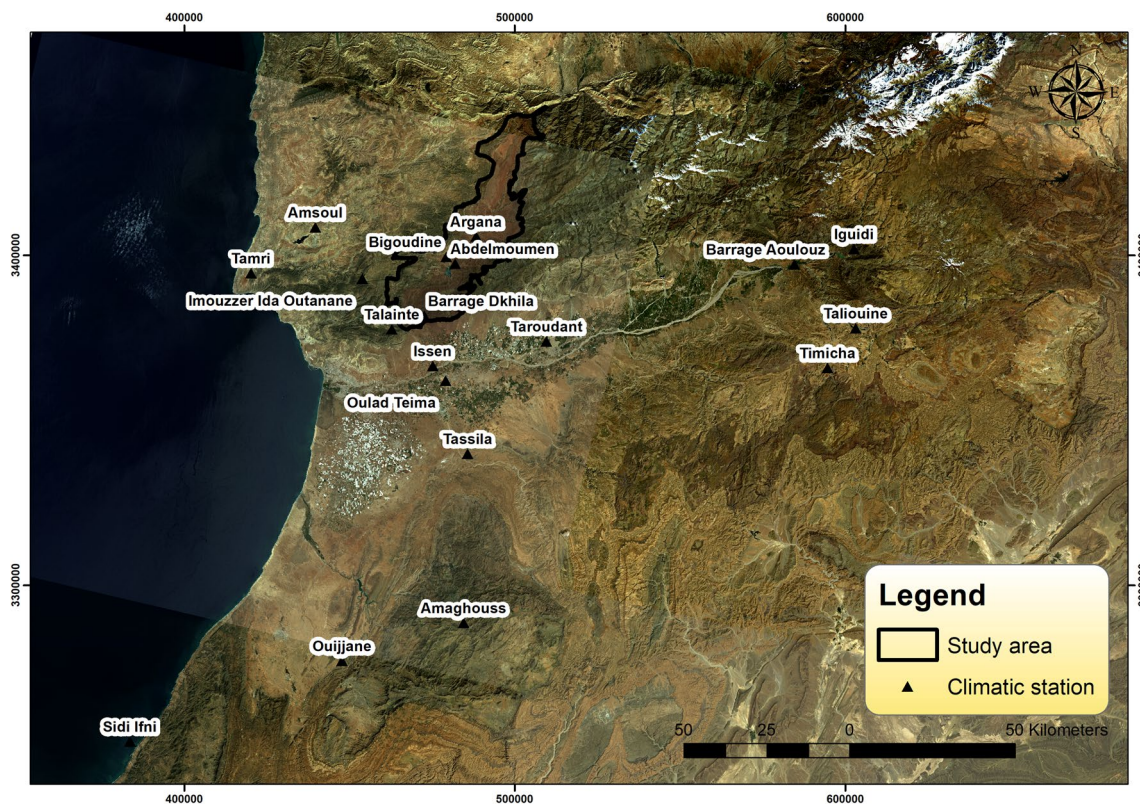 400000
500000
600000
N
W
E
S
Amsoul
Argana
Bigoudine
Abdelmoumen
Iguidi
Barrage Aoulouz
Tamri
3400000
3400000
Imouzzer Ida Outanane
Barrage Dkhila
Talainte
Taliouine
Taroudant
Issen
Timicha
Oulad Teima
Tassila
3300000
3300000
Legend
Study area
Climatic station
Amaghouss
Ouijjane
Sidi Ifni
50
25
0
50 Kilometers
400000
500000
600000